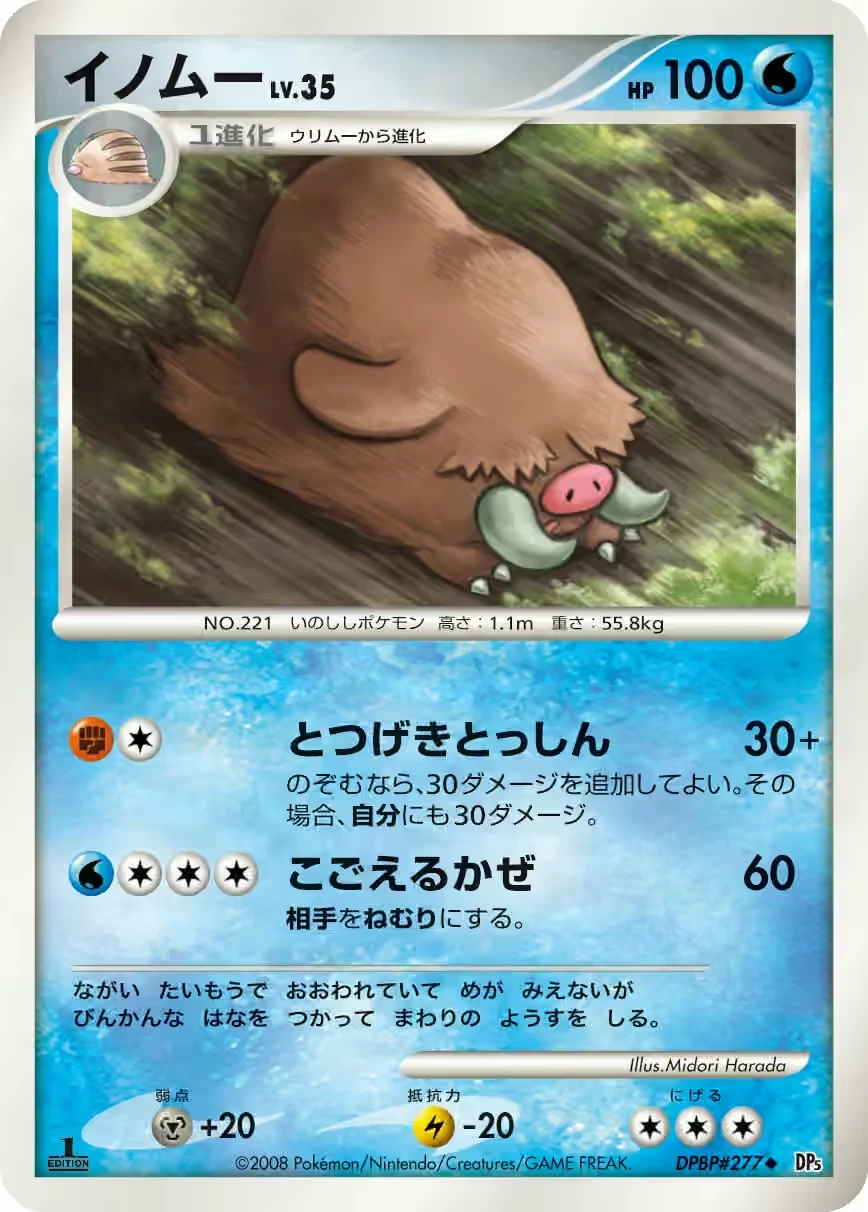 イノムー LV.35 HP 100
1進化 ウリムーから進化
NO.221 いのししポケモン 高さ:1.1m 重さ:55.8kg
とつげきとっしん 30+
のぞむなら、30ダメージを追加してよい。その
場合、自分にも30ダメージ。
こごえるかぜ 60
相手をねむりにする。
ながい たいもうで おおわれていて めが みえないが
びんかんな はなを つかって まわりの ようすを しる。
Illus.Midori Harada
弱点 抵抗力 にげる
+20 -20
1 EDITION ©2008 Pokémon/Nintendo/Creatures/GAME FREAK. DPBP#277◆ DP5